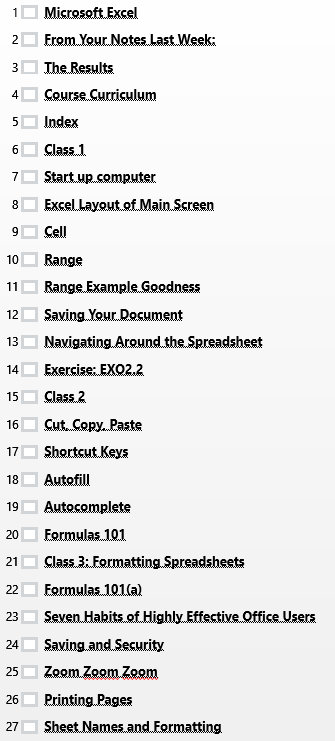 1 Microsoft Excel
2 From Your Notes Last Week:
3 The Results
4 Course Curriculum
5 Index
6 Class 1
7 Start up computer
8 Excel Layout of Main Screen
9 Cell
10 Range
11 Range Example Goodness
12 Saving Your Document
13 Navigating Around the Spreadsheet
14 Exercise: EXO2.2
15 Class 2
16 Cut, Copy, Paste
17 Shortcut Keys
18 Autofill
19 Autocomplete
20 Formulas 101
21 Class 3: Formatting Spreadsheets
22 Formulas 101(a)
23 Seven Habits of Highly Effective Office Users
24 Saving and Security
25 Zoom Zoom Zoom
26 Printing Pages
27 Sheet Names and Formatting